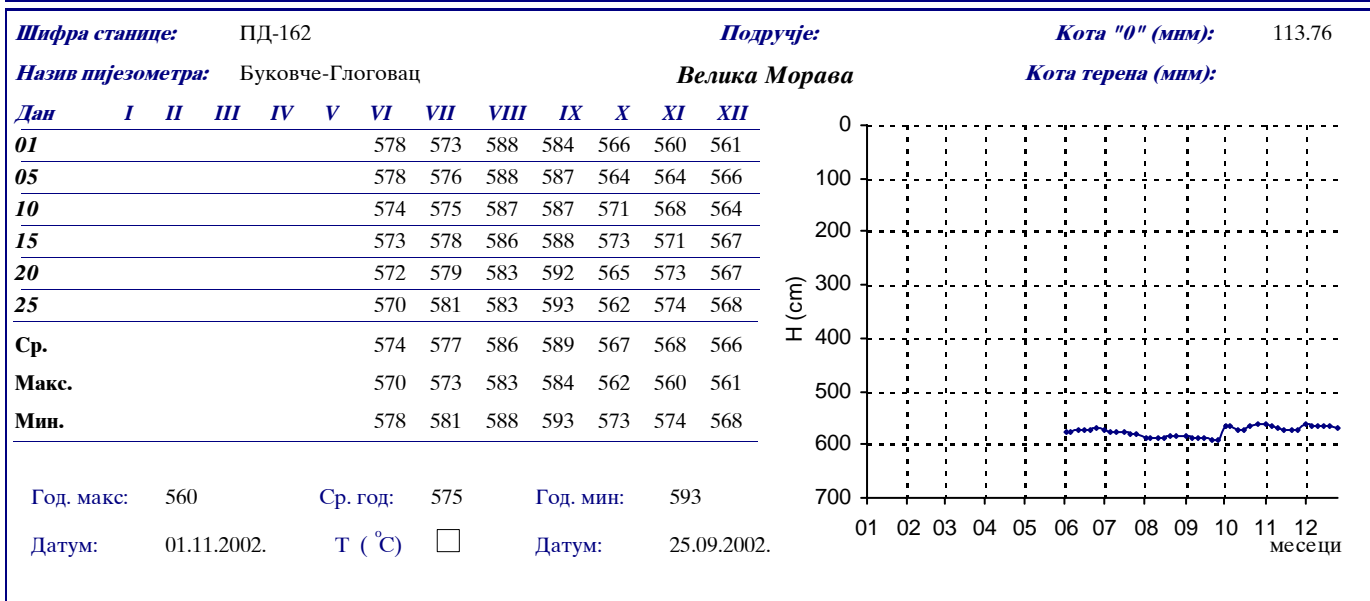 Шифра станице: ПД-162 Подручје: Кота "0" (мнм): 113.76
Назив пијезометра: Буковче-Глоговац Велика Морава Кота терена (мнм):
Дан I II III IV V VI VII VIII IX X XI XII
01 578 573 588 584 566 560 561
05 578 576 588 587 564 564 566
10 574 575 587 587 571 568 564
15 573 578 586 588 573 571 567
20 572 579 583 592 565 573 567
25 570 581 583 593 562 574 568
Ср. 574 577 586 589 567 568 566
Макс. 570 573 583 584 562 560 561
Мин. 578 581 588 593 573 574 568
Год. макс: 560 Ср. год: 575 Год. мин: 593
Датум: 01.11.2002. Т ( °C) Датум: 25.09.2002.
H (cm)
0
100
200
300
400
500
600
700
01 02 03 04 05 06 07 08 09 10 11 12
месеци